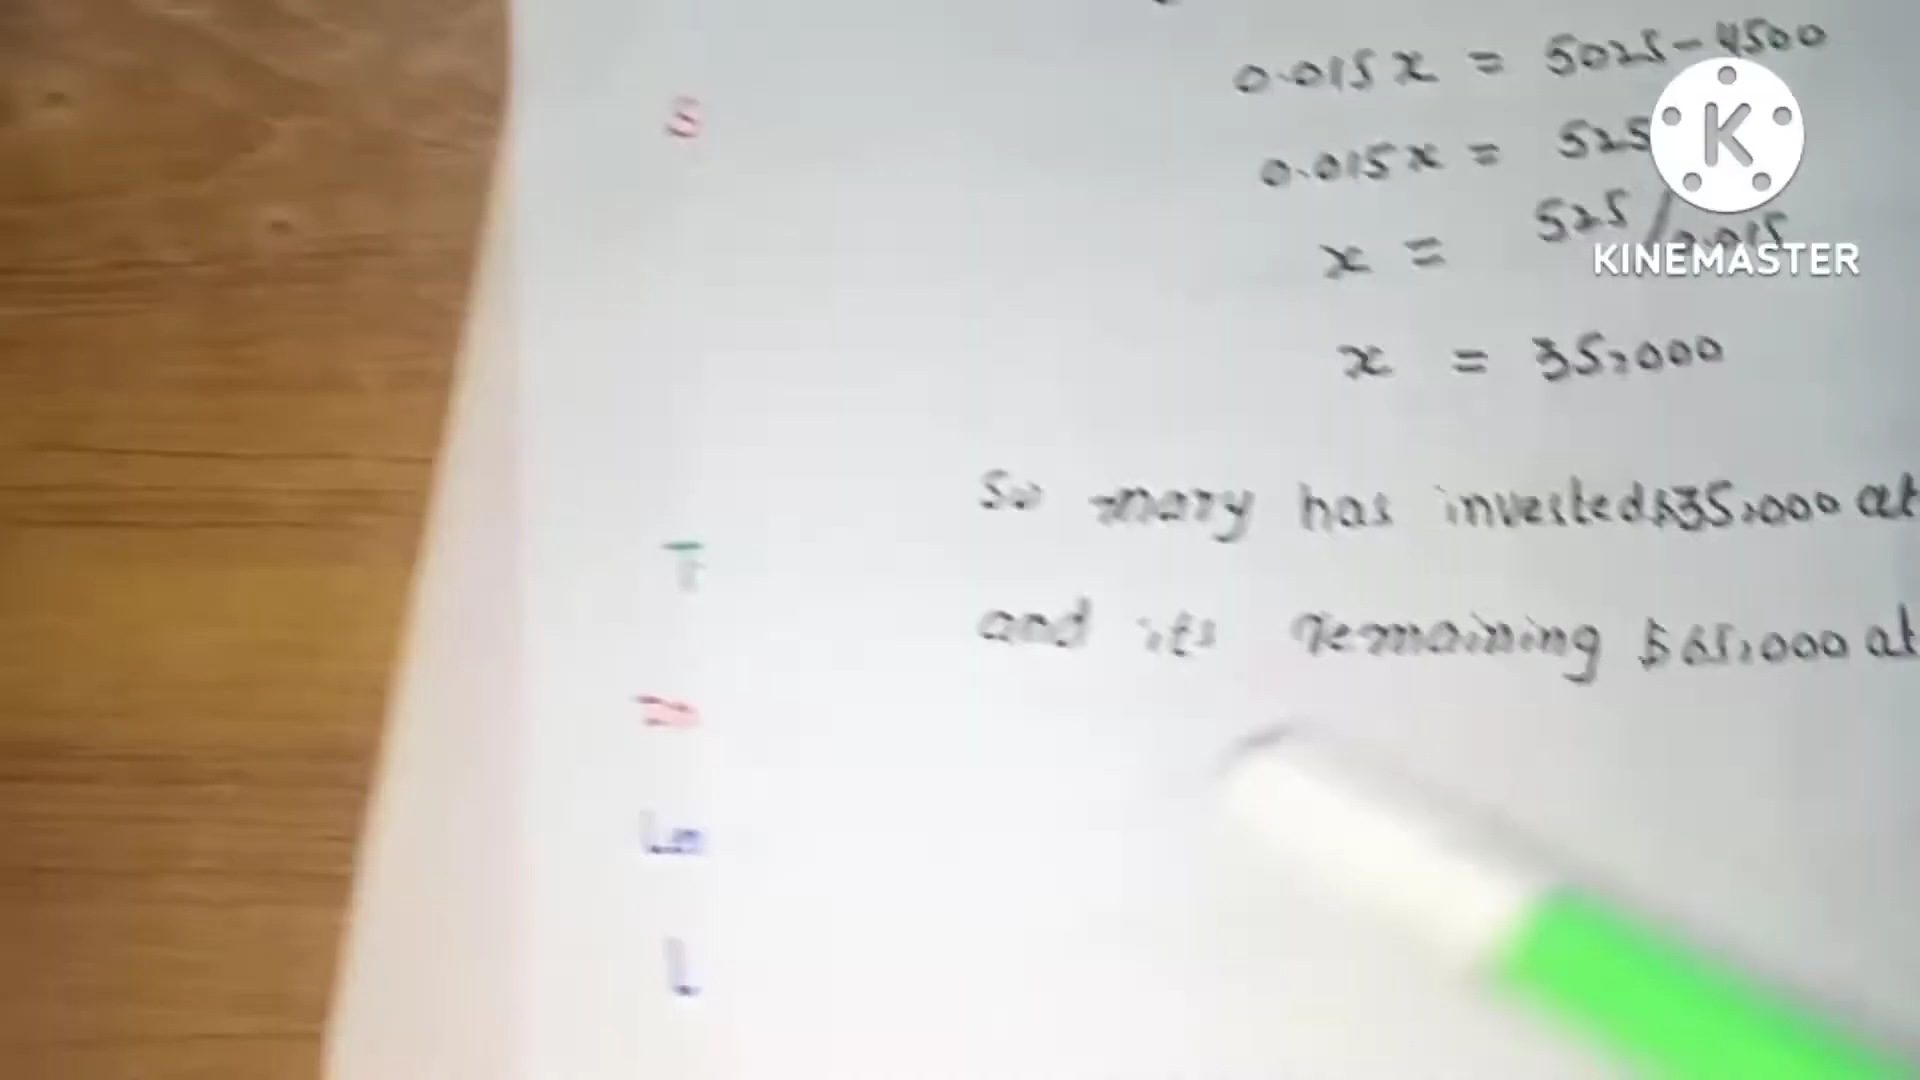 0.015x = 5025-4500
0.015x = 525
x = 525/0.015
x = 35,000
So mary has invested $35,000 at
and its remaining $65,000 at
K
KINEMASTER
S
T
L